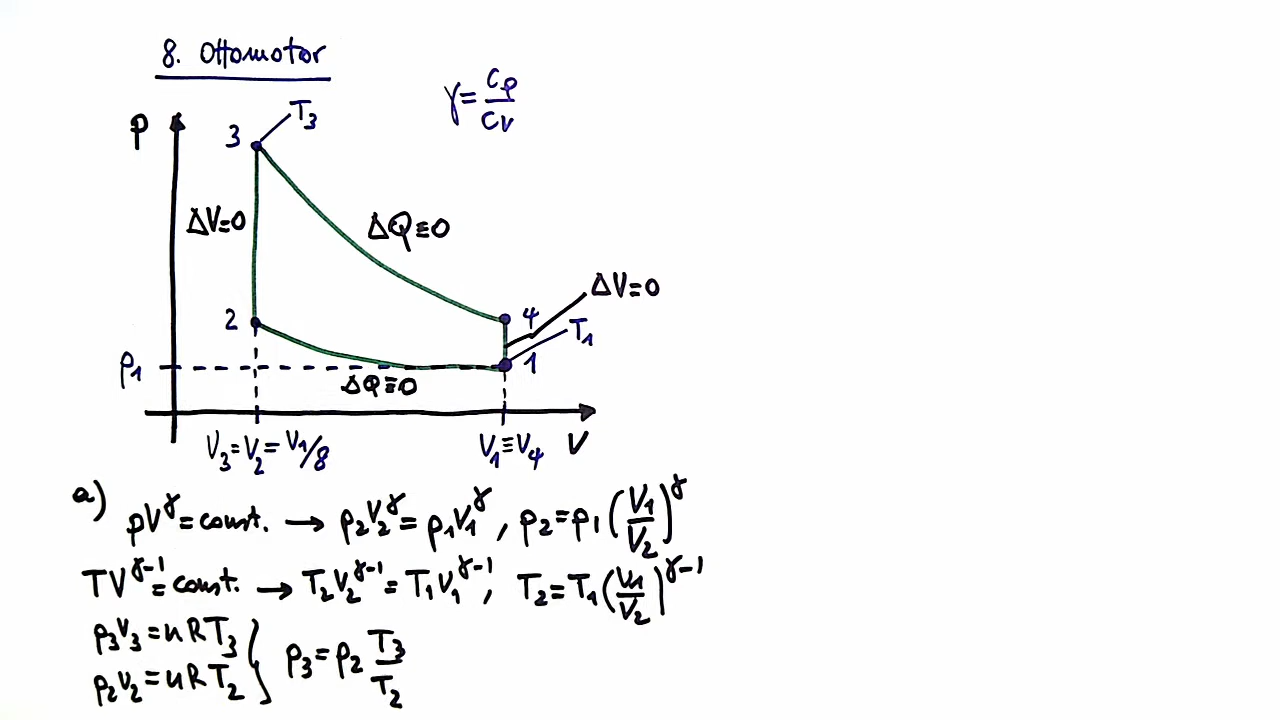 8. Ottomotor
γ = cp/cv
p
3
T3
ΔV=0
ΔQ≡0
ΔV=0
2
4
T1
p1
1
ΔQ≡0
V3=V2=V1/8
V1≡V4
V
a)
pV^γ = const. → p2V2^γ = p1V1^γ, p2 = p1(V1/V2)^γ
TV^γ-1 = const. → T2V2^γ-1 = T1V1^γ-1, T2 = T1(V1/V2)^γ-1
p3V3 = nRT3
p2V2 = nRT2
} p3 = p2 T3/T2